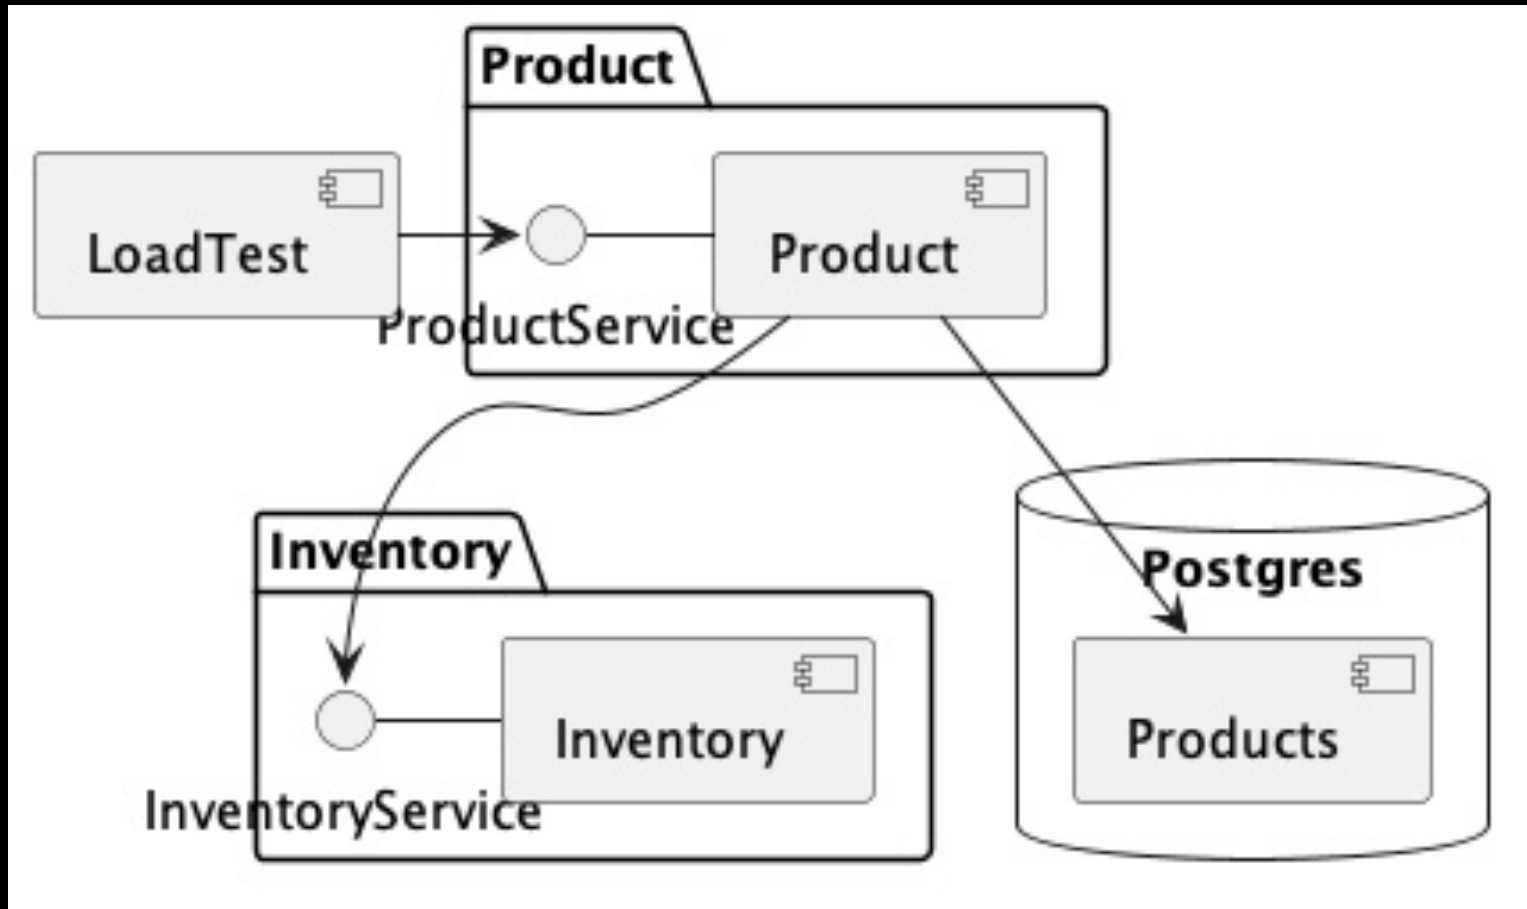 Product
LoadTest
Product
ProductService
Inventory
Postgres
Inventory
Products
InventoryService